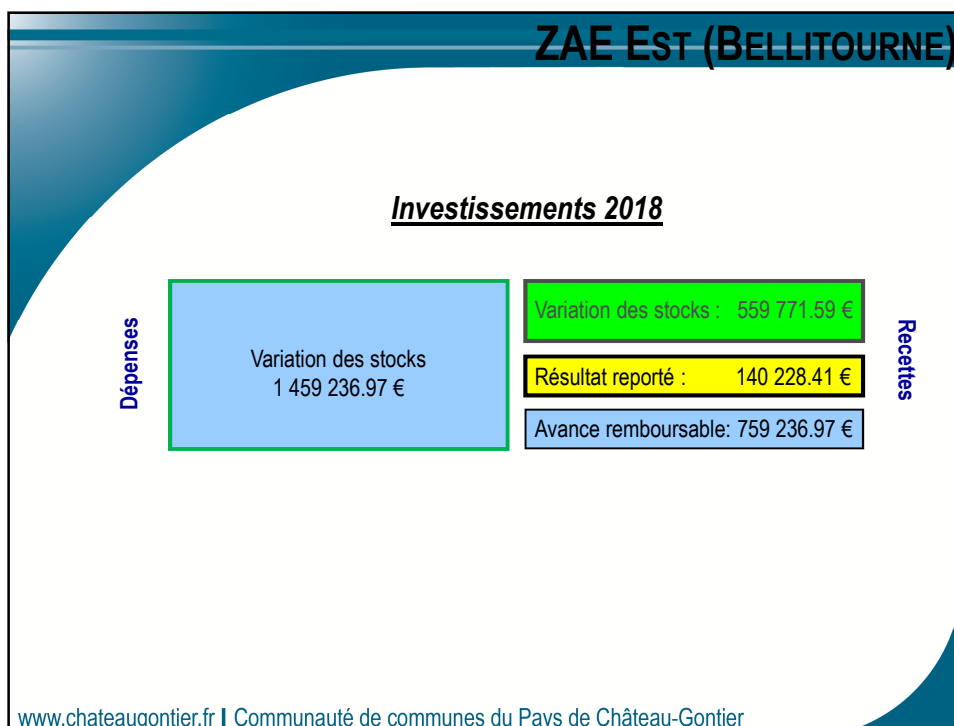 ZAE EST (BELLITOURNE)
Investissements 2018
Dépenses
Variation des stocks
1 459 236.97 €
Variation des stocks : 559 771.59 €
Résultat reporté : 140 228.41 €
Avance remboursable: 759 236.97 €
Recettes
www.chateaugontier.fr I Communauté de communes du Pays de Château-Gontier